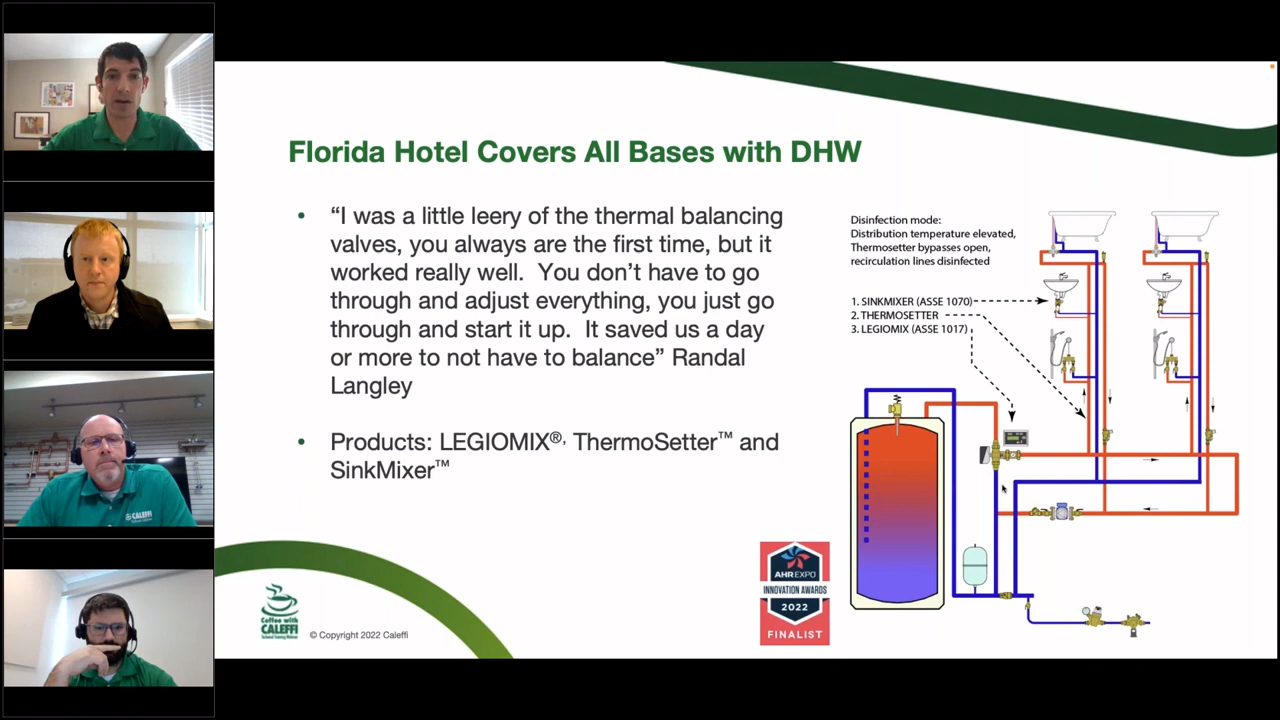 Florida Hotel Covers All Bases with DHW
• “I was a little leery of the thermal balancing
valves, you always are the first time, but it
worked really well.  You don’t have to go
through and adjust everything, you just go
through and start it up.  It saved us a day
or more to not have to balance” Randal
Langley
• Products: LEGIOMIX®, ThermoSetter™ and
SinkMixer™
Disinfection mode:
Distribution temperature elevated,
Thermosetter bypasses open,
recirculation lines disinfected
1. SINKMIXER (ASSE 1070)
2. THERMOSETTER
3. LEGIOMIX (ASSE 1017)
CALEFFI
Coffee with
CALEFFI
© Copyright 2022 Caleffi
AHR EXPO
INNOVATION AWARDS
2022
FINALIST